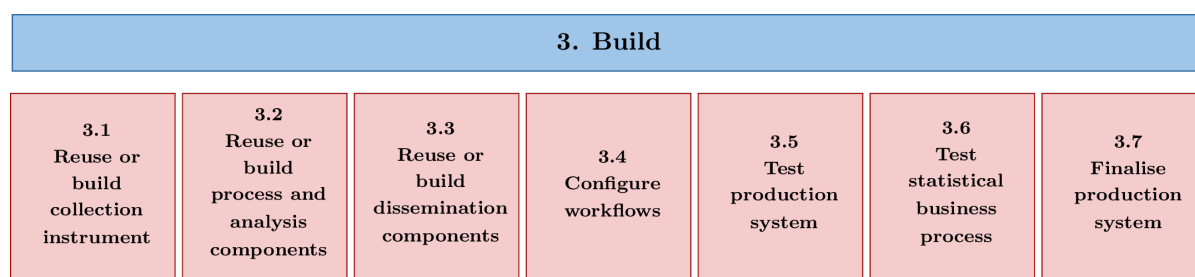 3. Build
3.1
Reuse or
build
collection
instrument
3.2
Reuse or
build
process and
analysis
components
3.3
Reuse or
build
dissemination
components
3.4
Configure
workflows
3.5
Test
production
system
3.6
Test
statistical
business
process
3.7
Finalise
production
system